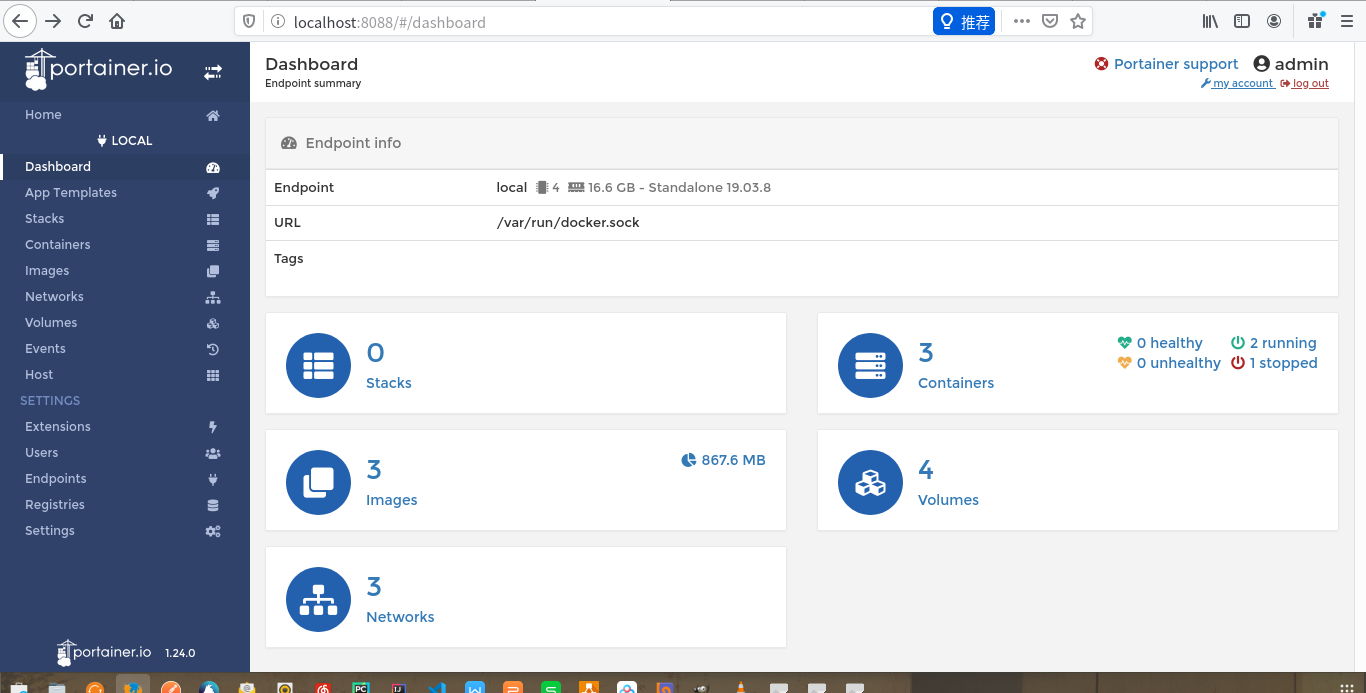 localhost:8088/#/dashboard
推荐
portainer.io
Dashboard
Endpoint summary
Portainer support
admin
my account
log out
Home
LOCAL
Dashboard
App Templates
Stacks
Containers
Images
Networks
Volumes
Events
Host
SETTINGS
Extensions
Users
Endpoints
Registries
Settings
portainer.io 1.24.0
Endpoint info
Endpoint local 4 16.6 GB - Standalone 19.03.8
URL /var/run/docker.sock
Tags
0
Stacks
3
Containers
0 healthy 2 running
0 unhealthy 1 stopped
3
Images
867.6 MB
4
Volumes
3
Networks
PC
IJ